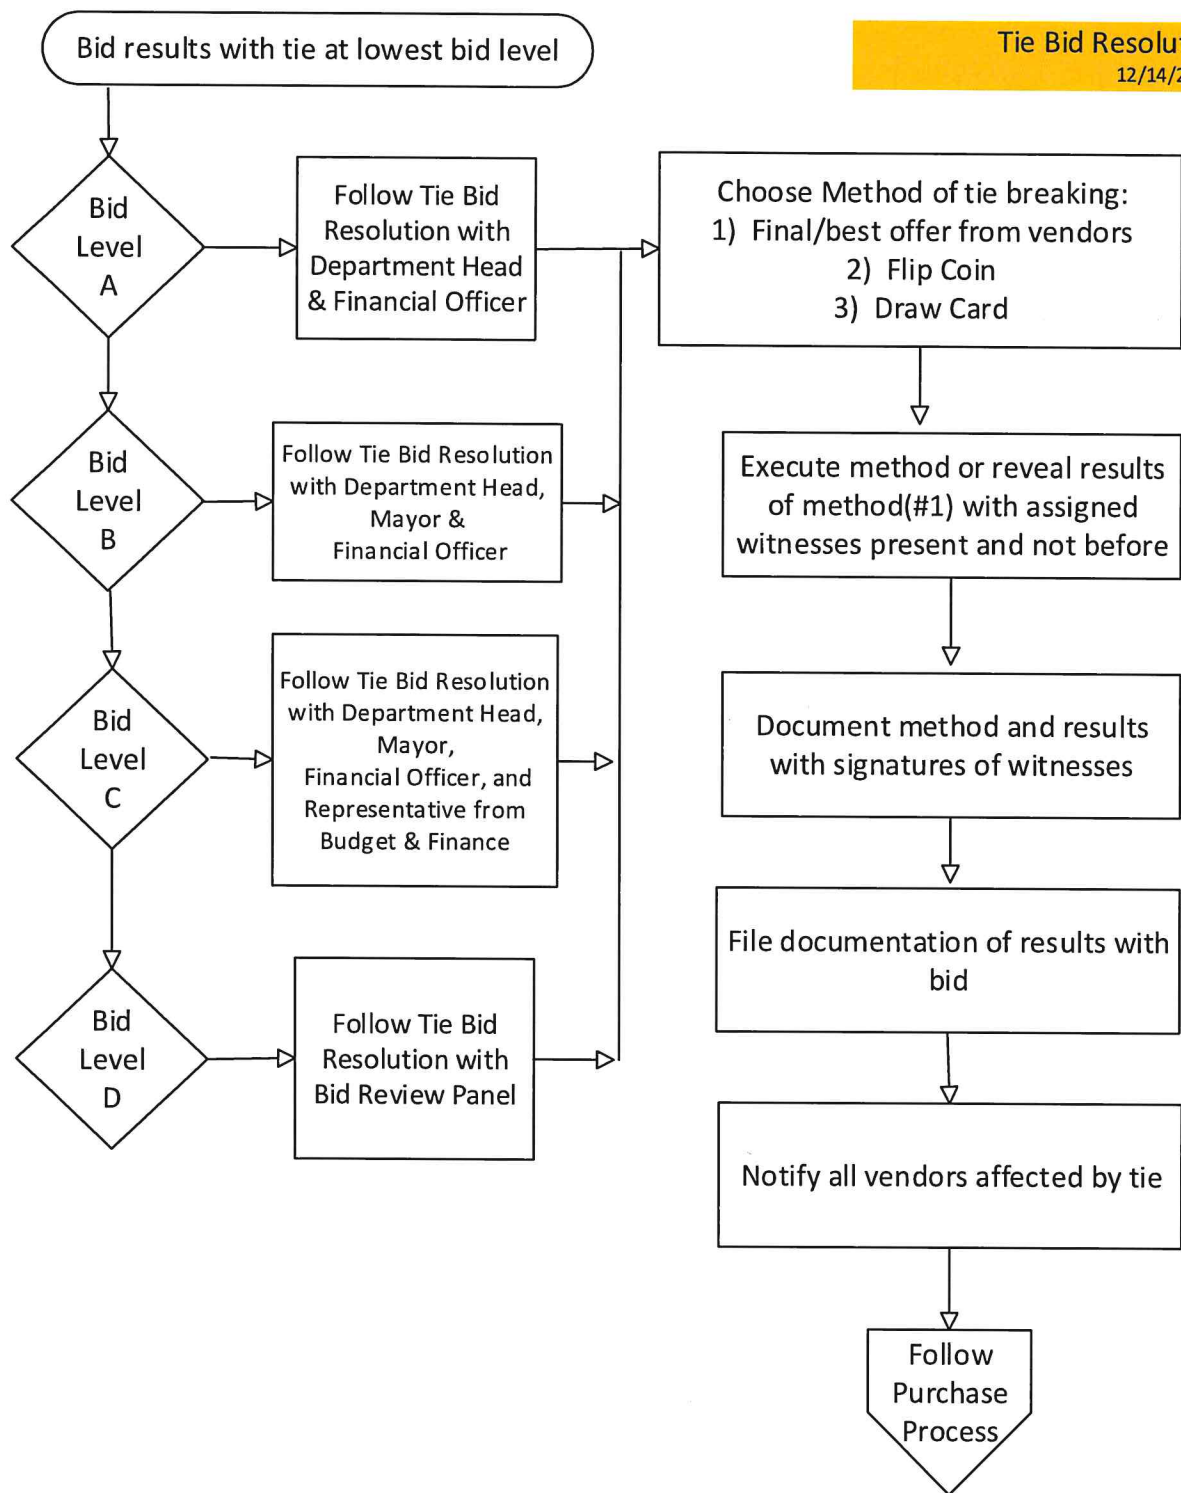 Bid results with tie at lowest bid level
Tie Bid
12/14/
Bid
Level
A
Follow Tie Bid
Resolution with
Department Head
& Financial Officer
Choose Method of tie breaking:
1) Final/best offer from vendors
2) Flip Coin
3) Draw Card
Bid
Level
B
Follow Tie Bid Resolution
with Department Head,
Mayor &
Financial Officer
Execute method or reveal results
of method(#1) with assigned
witnesses present and not before
Bid
Level
C
Follow Tie Bid Resolution
with Department Head,
Mayor,
Financial Officer, and
Representative from
Budget & Finance
Document method and results
with signatures of witnesses
File documentation of results with
bid
Bid
Level
D
Follow Tie Bid
Resolution with
Bid Review Panel
Notify all vendors affected by tie
Follow
Purchase
Process